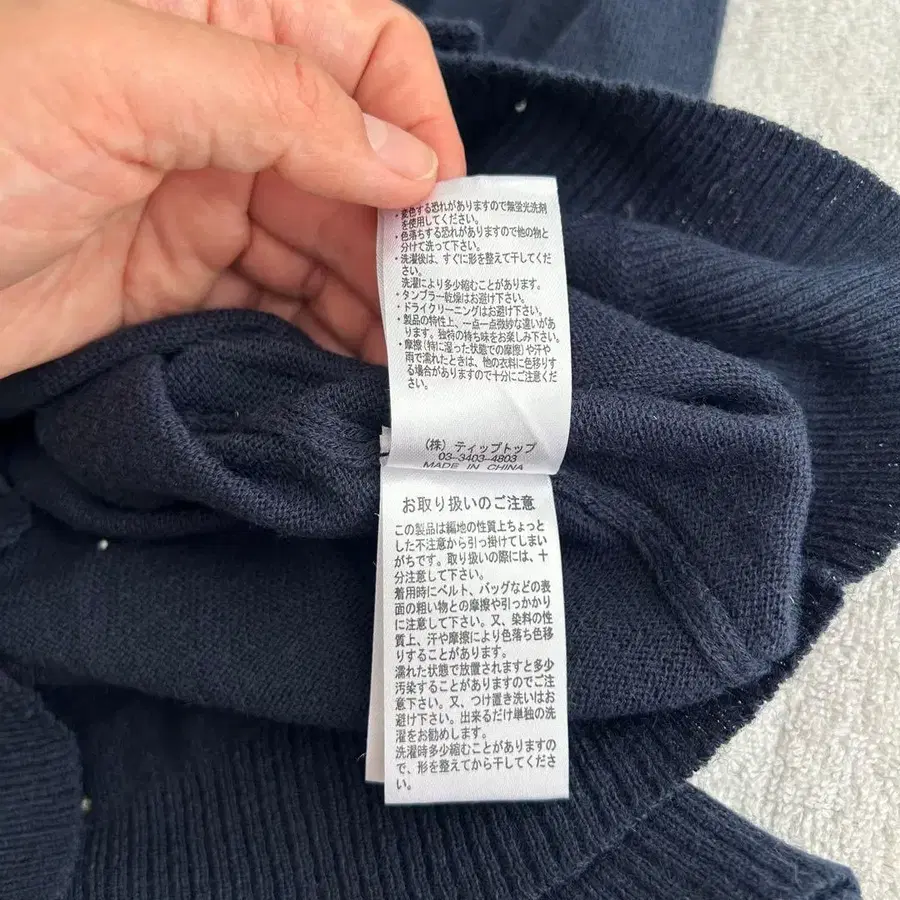 ・変色する恐れがありますので無蛍光洗剤
を使用してください。
・色落ちする恐れがありますので他の物と
分けて洗って下さい。
・洗濯後は、すぐに形を整えて干してくだ
さい。
洗濯により多少縮むことがあります。
・タンブラー乾燥はお避け下さい。
・ドライクリーニングはお避け下さい。
・製品の特性上、一点一点微妙な違いがあ
ります。独特の持ち味をお楽しみ下さい。
・摩擦(特に湿った状態での摩擦)や汗や
雨で濡れたときは、他の衣料に色移りす
る場合がありますので十分にご注意くだ
さい。
(株) ティップトップ
03-3403-4803
MADE IN CHINA
お取り扱いのご注意
この製品は編地の性質上ちょっと
した不注意から引っ掛けてしまい
がちです。取り扱いの際には、十
分注意して下さい。
着用時にベルト、バッグなどの表
面の粗い物との摩擦や引っかかり
に注意して下さい。又、染料の性
質上、汗や摩擦により色落ち色移
りすることがあります。
濡れた状態で放置されますと多少
汚染することがありますのでご注
意下さい。又、つけ置き洗いはお
避け下さい。出来るだけ単独の洗
濯をお勧めします。
洗濯時多少縮むことがありますの
で、形を整えてから干してくださ
い。